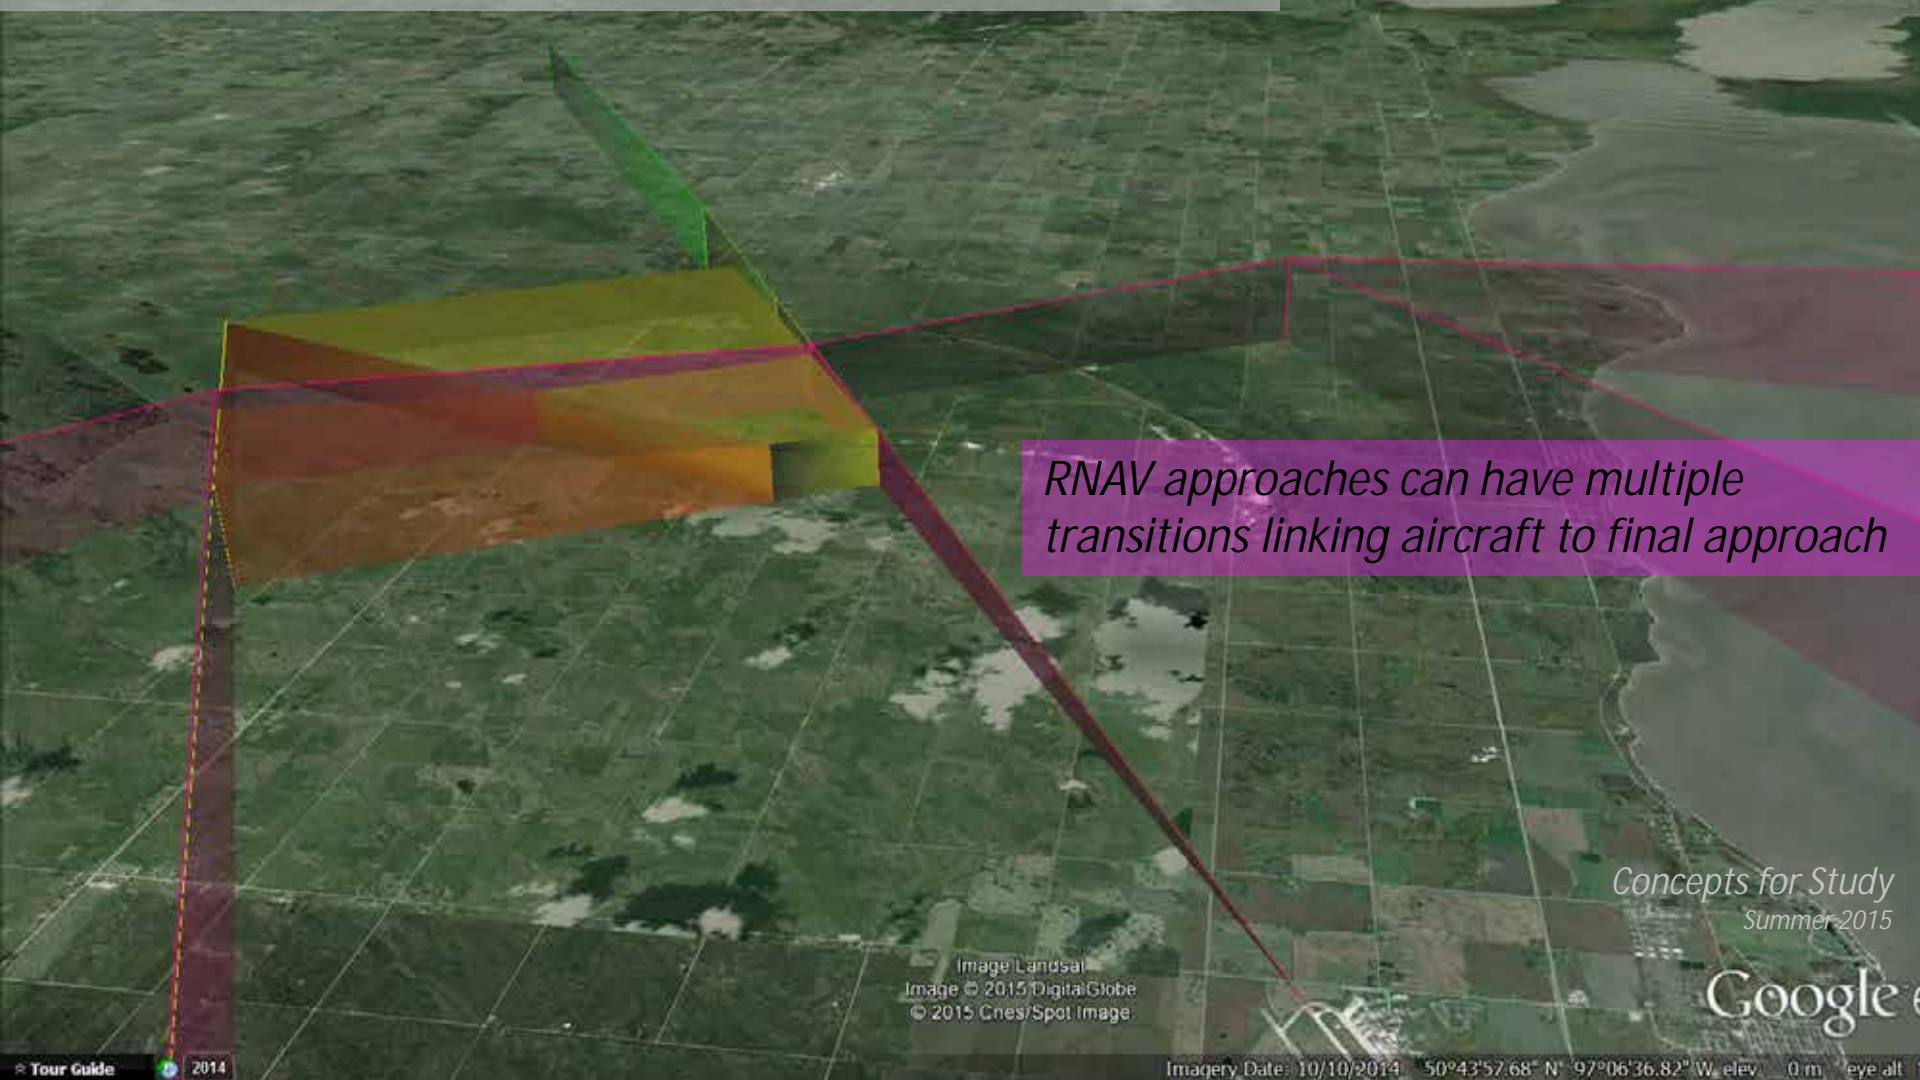 RNAV approaches can have multiple
transitions linking aircraft to final approach
Concepts for Study
Summer 2015
Image Landsat
Image © 2015 DigitalGlobe
© 2015 Cnes/Spot Image
Google e
Tour Guide
2014
Imagery Date: 10/10/2014 50°43'57.68" N 97°06'36.82" W elev 0 m eye alt